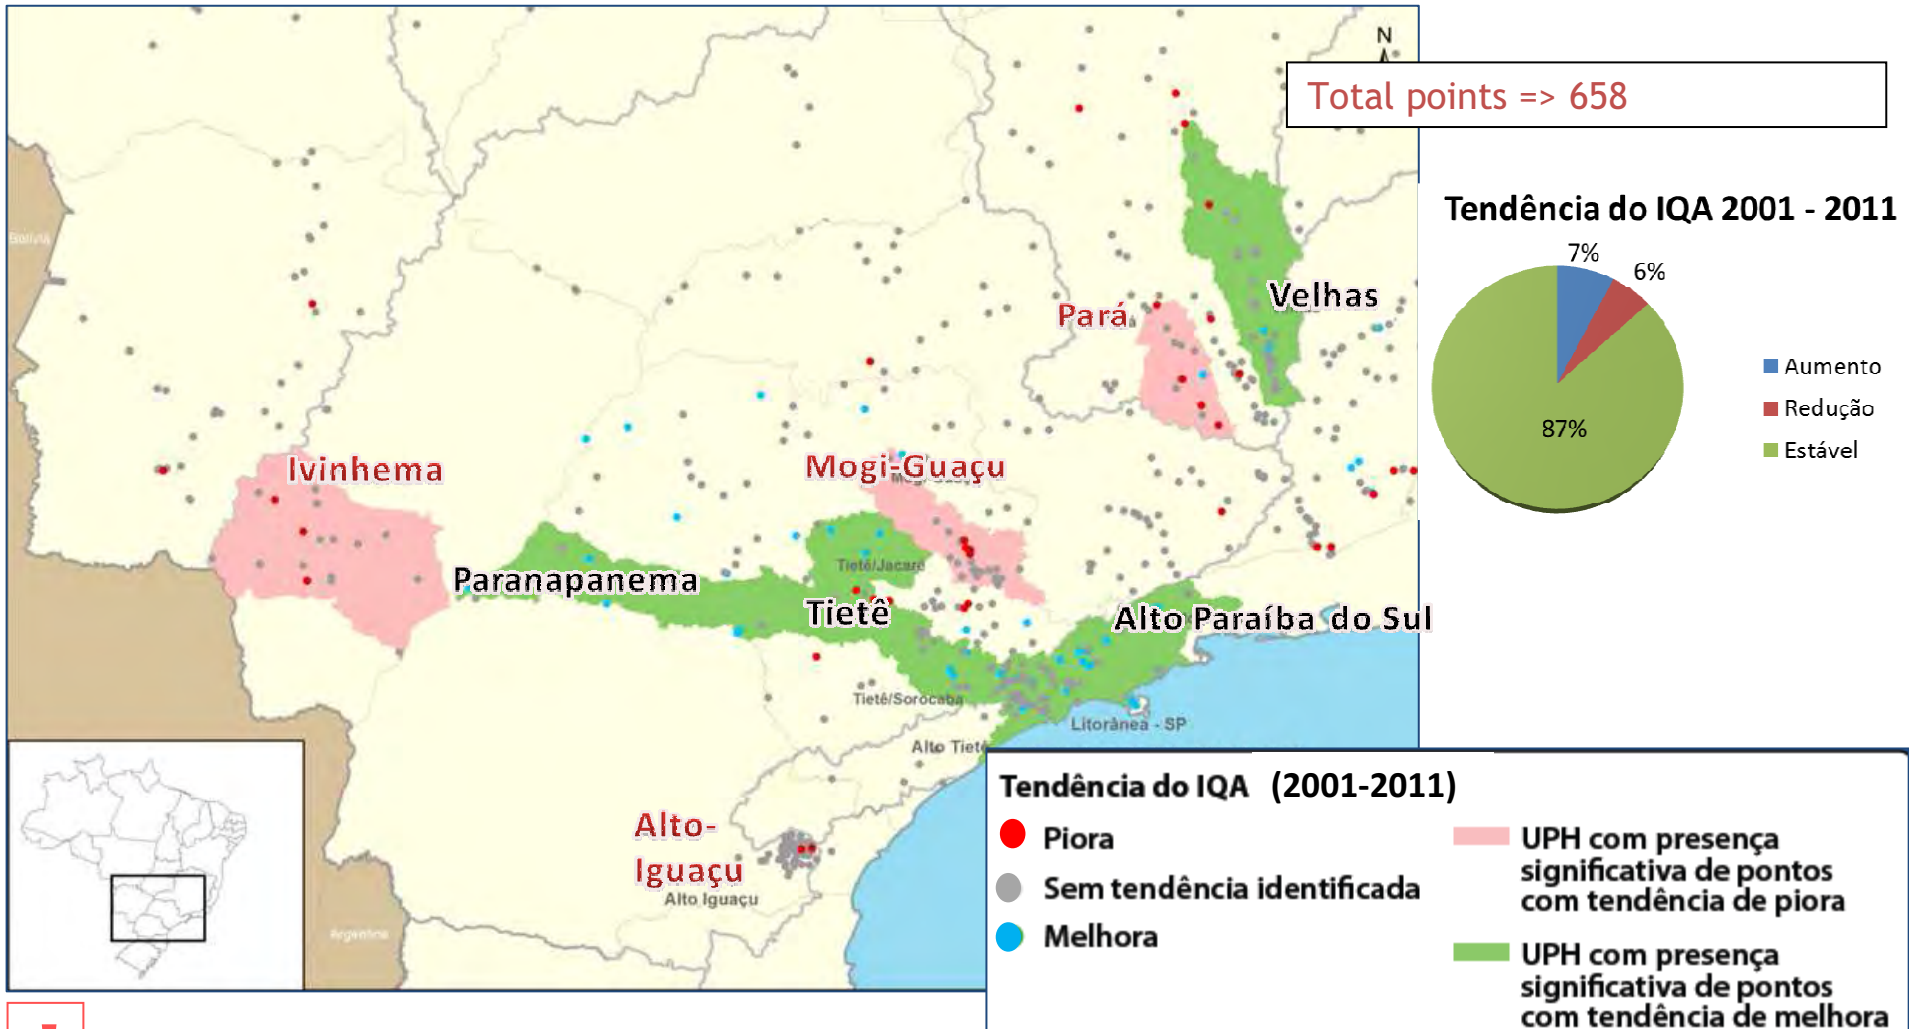 N
Total points => 658
Tendência do IQA 2001 - 2011
7%
6%
87%
Aumento
Redução
Estável
Bolívia
Velhas
Pará
Ivinhema
Mogi-Guaçu
Paranapanema
Tietê/Jacaré
Tietê
Alto Paraíba do Sul
Tietê/Sorocaba
Litorânea - SP
Alto Tietê
Alto-
Iguaçu
Alto Iguaçu
Argentina
Tendência do IQA (2001-2011)
Piora
Sem tendência identificada
Melhora
UPH com presença
significativa de pontos
com tendência de piora
UPH com presença
significativa de pontos
com tendência de melhora